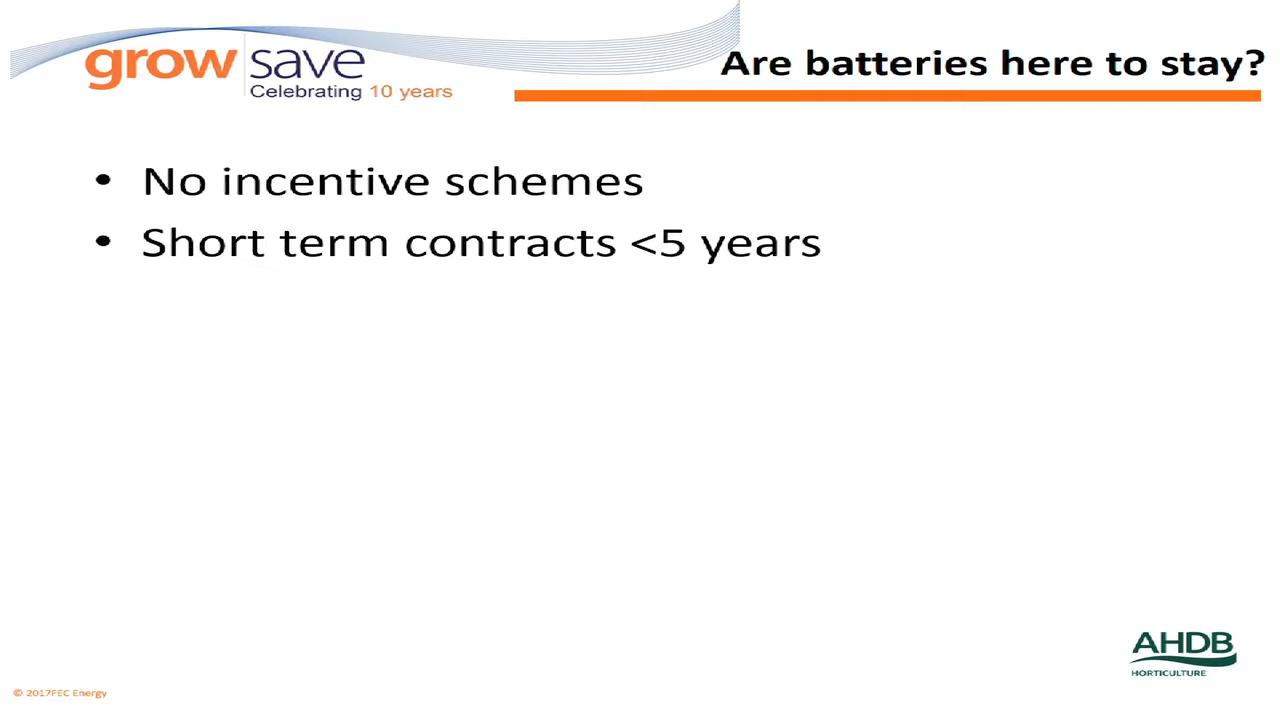 grow save
Celebrating 10 years
Are batteries here to stay?
• No incentive schemes
• Short term contracts <5 years
AHDB
HORTICULTURE
© 2017FEC Energy